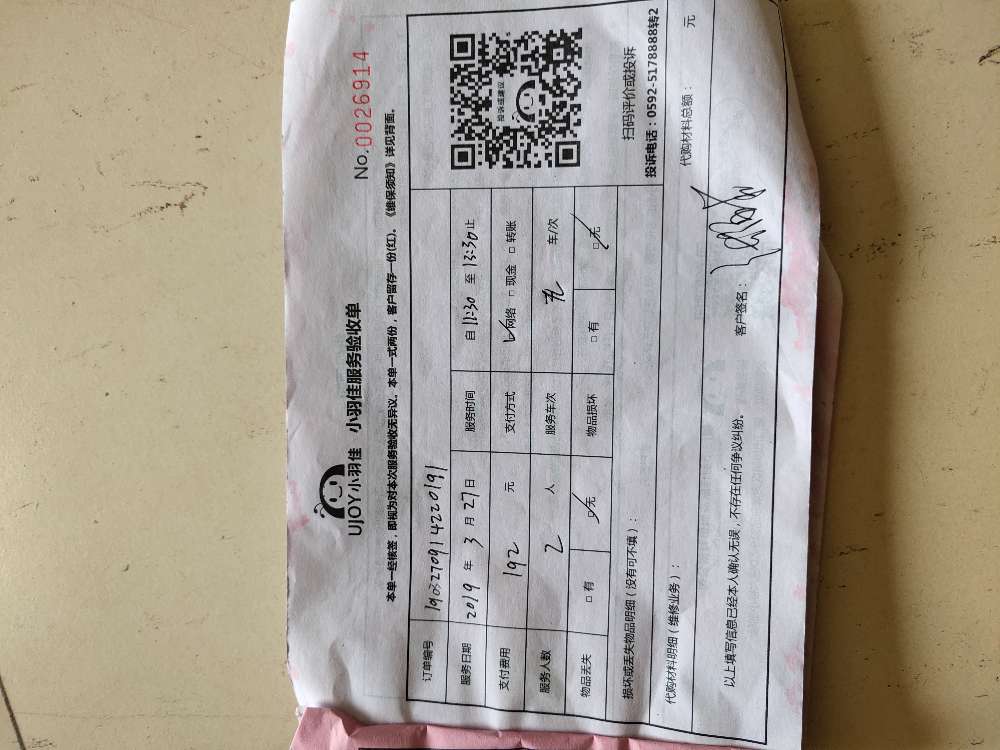 UJOY小羽佳 小羽佳服务验收单
No.0026914
本单一经核签，即视为对本次服务验收无异议。本单一式两份，客户留存一份(红)。《维保须知》详见背面。
订单编号 1903270914220191
服务日期 2019 年 3 月 27 日 服务时间 自 11:30 至 13:30 止
支付费用 192 元 支付方式 ☑网络 □现金 □转账
服务人数 2 人 服务车次 车/次
物品丢失 □有 ☑无 物品损坏 □有 ☑无
投诉或建议
扫码评价或投诉
投诉电话：0592-5178888转2
损坏或丢失物品明细（没有可不填）：
代购材料明细（维修业务）： 代购材料总额： 元
以上填写信息已经本人确认无误，不存在任何争议纠纷。 客户签名：